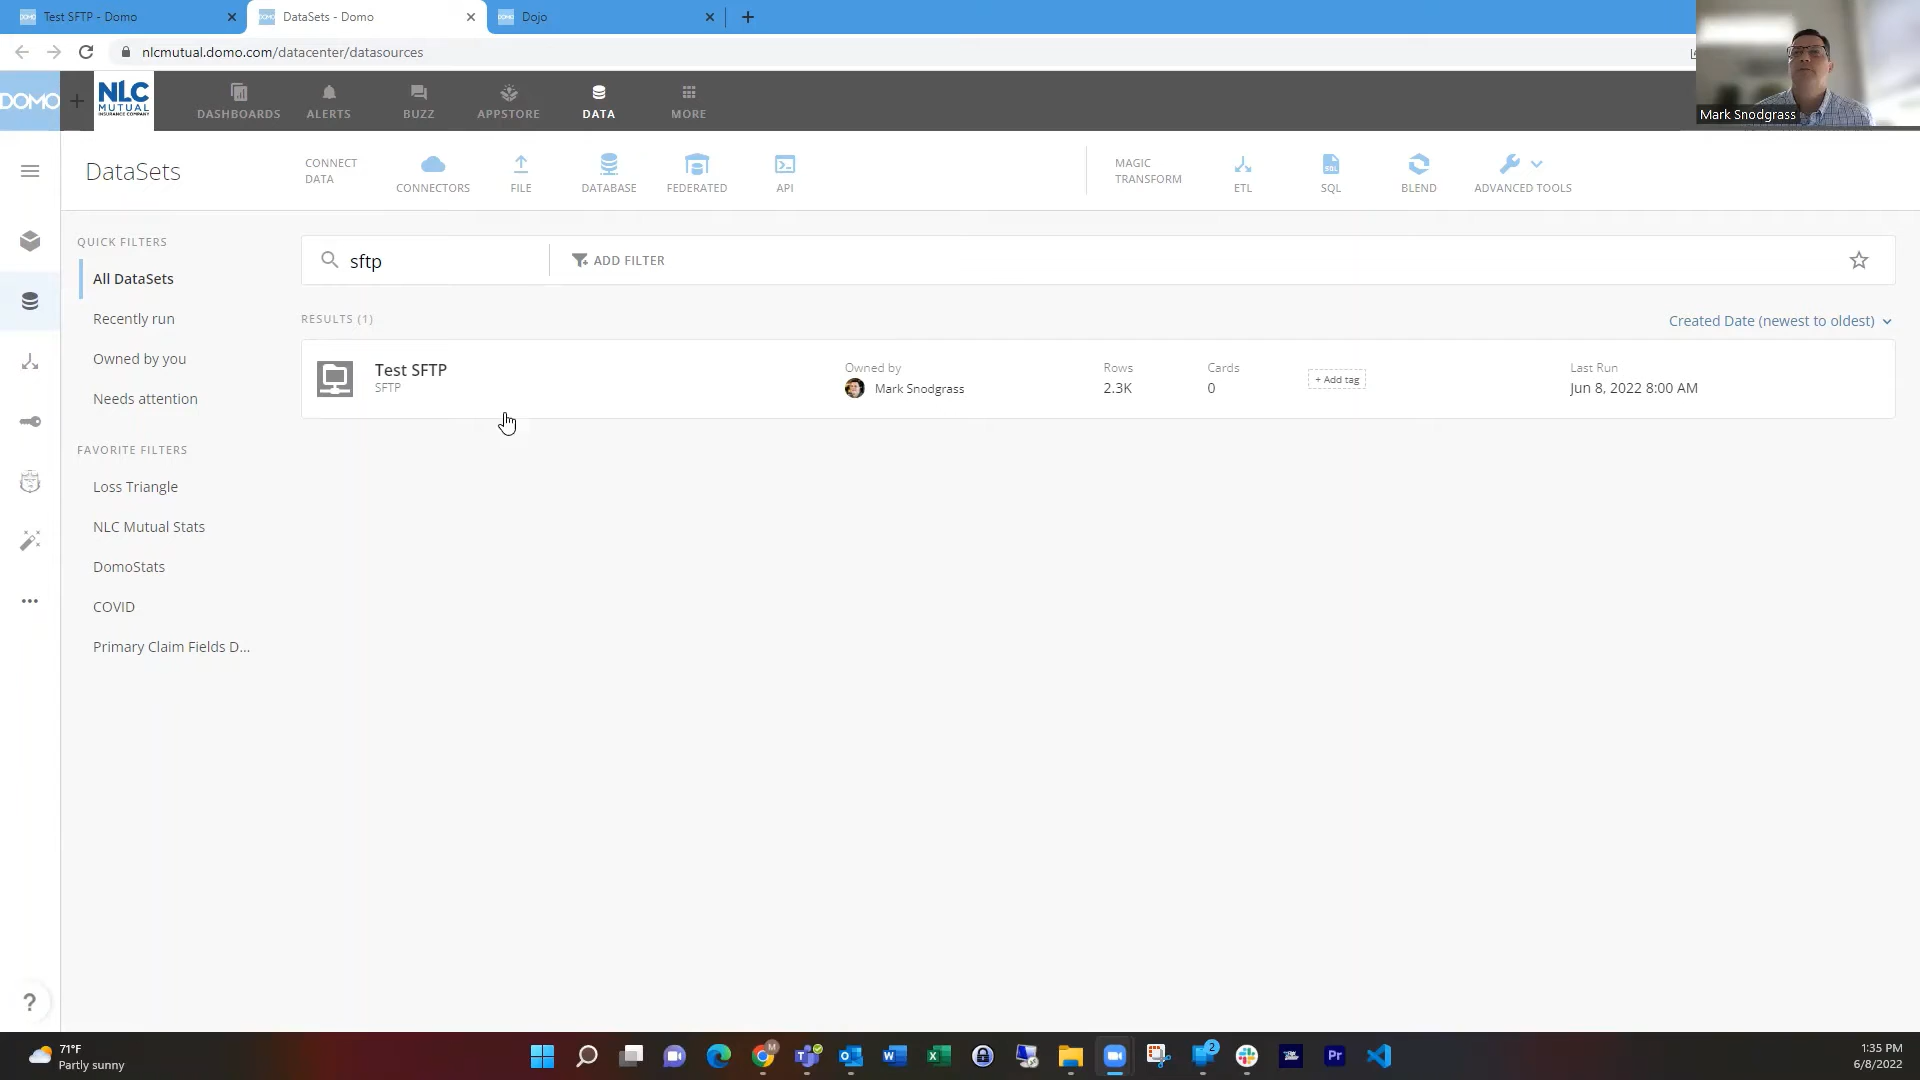 Test SFTP - Domo
DataSets - Domo
Dojo
nlcmutual.domo.com/datacenter/datasources
DOMO
NLC
MUTUAL
INSURANCE COMPANY
DASHBOARDS
ALERTS
BUZZ
APPSTORE
DATA
MORE
Mark Snodgrass
DataSets
CONNECT
DATA
CONNECTORS
FILE
DATABASE
FEDERATED
API
MAGIC
TRANSFORM
ETL
SQL
BLEND
ADVANCED TOOLS
QUICK FILTERS
All DataSets
Recently run
Owned by you
Needs attention
FAVORITE FILTERS
Loss Triangle
NLC Mutual Stats
DomoStats
COVID
Primary Claim Fields D...
sftp
ADD FILTER
RESULTS (1)
Created Date (newest to oldest)
Test SFTP
SFTP
Owned by
Mark Snodgrass
Rows
2.3K
Cards
0
+ Add tag
Last Run
Jun 8, 2022 8:00 AM
?
71°F
Partly sunny
1:35 PM
6/8/2022